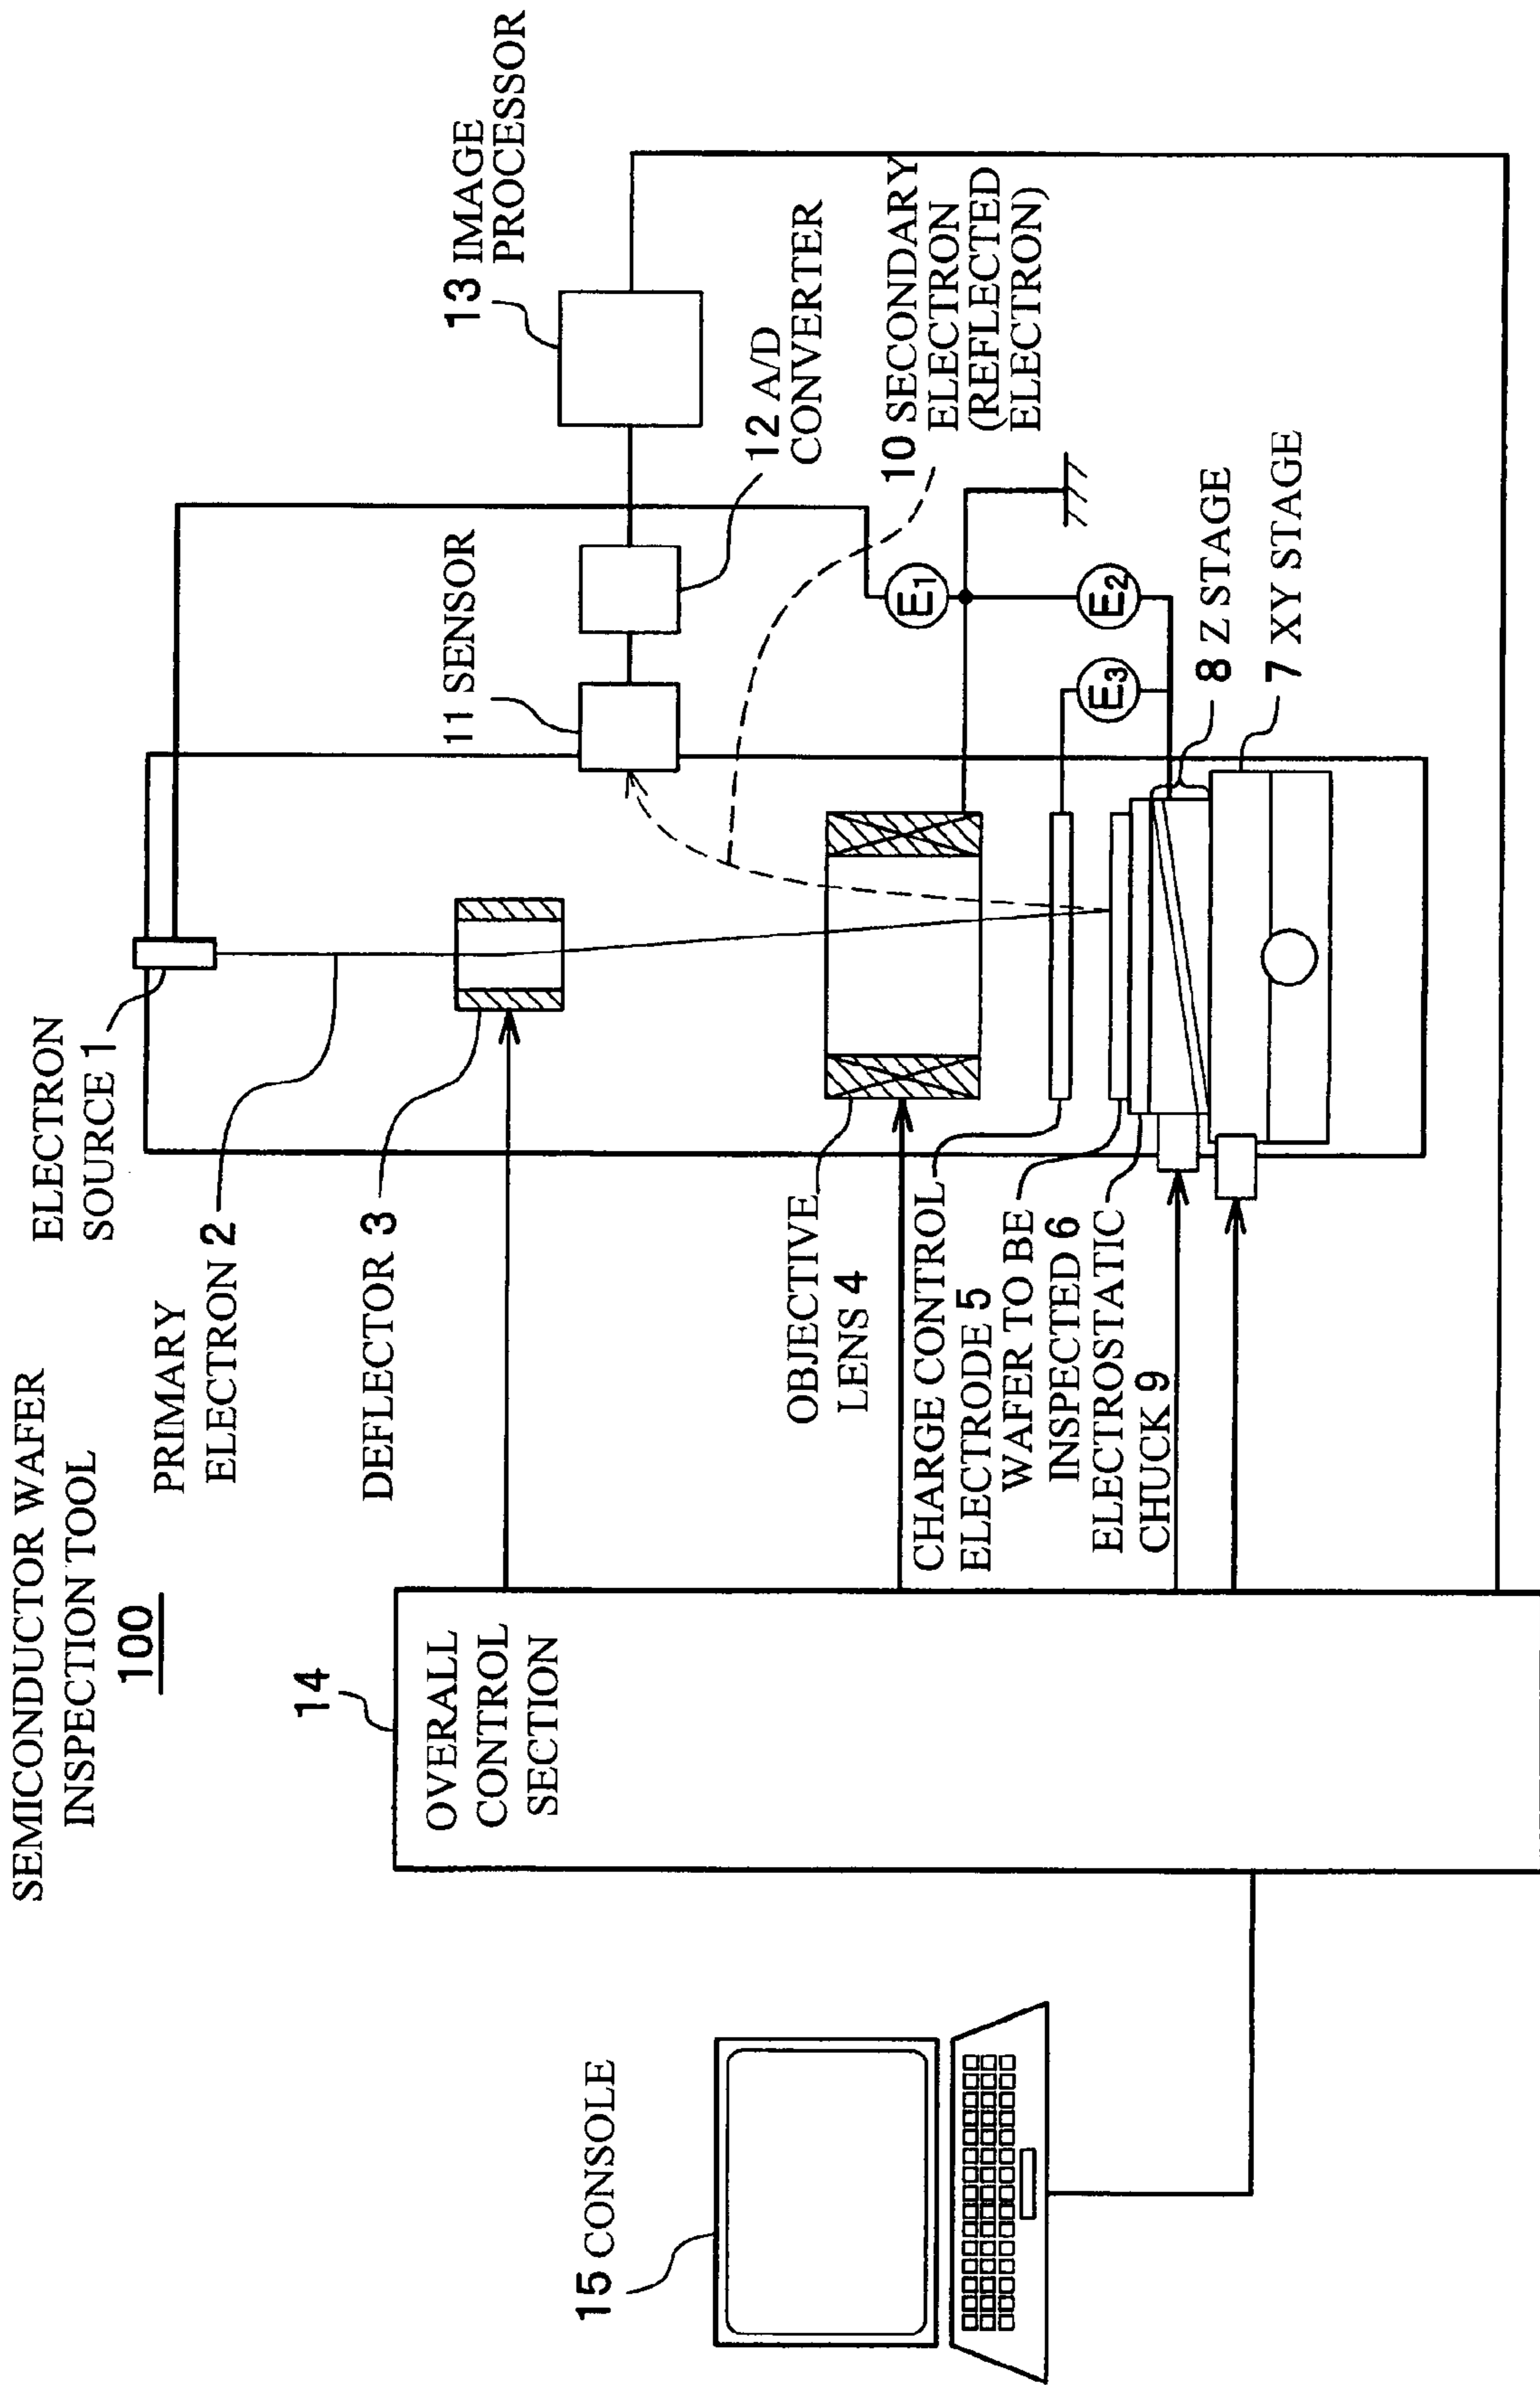 SEMICONDUCTOR WAFER
INSPECTION TOOL
100
ELECTRON
SOURCE 1
PRIMARY
ELECTRON 2
DEFLECTOR 3
13 IMAGE
PROCESSOR
11 SENSOR
12 A/D
CONVERTER
10 SECONDARY
ELECTRON
(REFLECTED
ELECTRON)
14
OVERALL
CONTROL
SECTION
15 CONSOLE
OBJECTIVE
LENS 4
CHARGE CONTROL
ELECTRODE 5
WAFER TO BE
INSPECTED 6
ELECTROSTATIC
CHUCK 9
E1
E2
E3
8 Z STAGE
7 XY STAGE